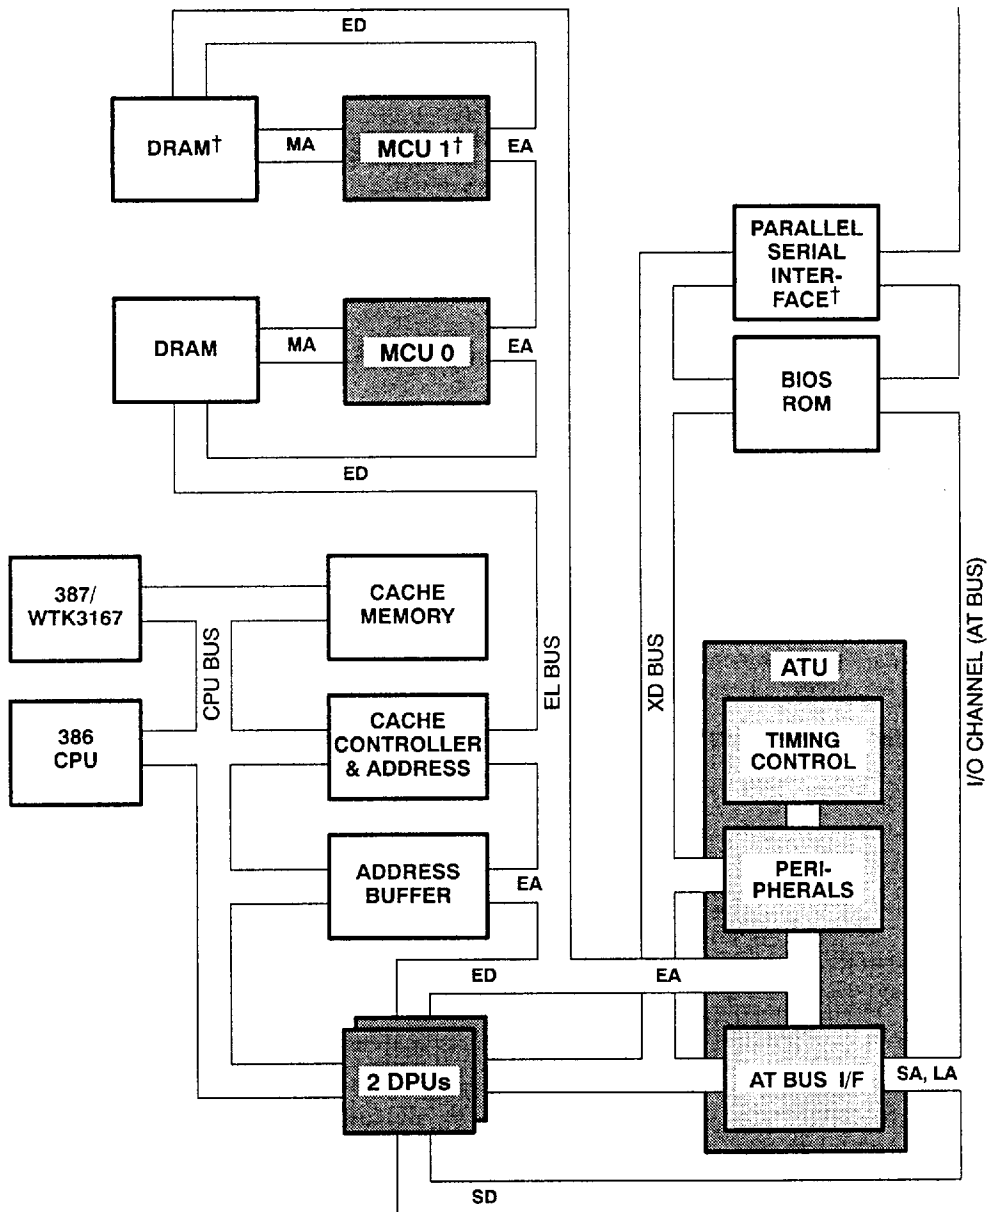 ED
DRAM†
MA
MCU 1†
EA
PARALLEL
SERIAL
INTER-
FACE†
DRAM
MA
MCU 0
EA
BIOS
ROM
ED
387/
WTK3167
CACHE
MEMORY
CPU BUS
EL BUS
XD BUS
I/O CHANNEL (AT BUS)
ATU
386
CPU
CACHE
CONTROLLER
& ADDRESS
TIMING
CONTROL
ADDRESS
BUFFER
EA
PERI-
PHERALS
ED
EA
2 DPUs
AT BUS I/F
SA, LA
SD